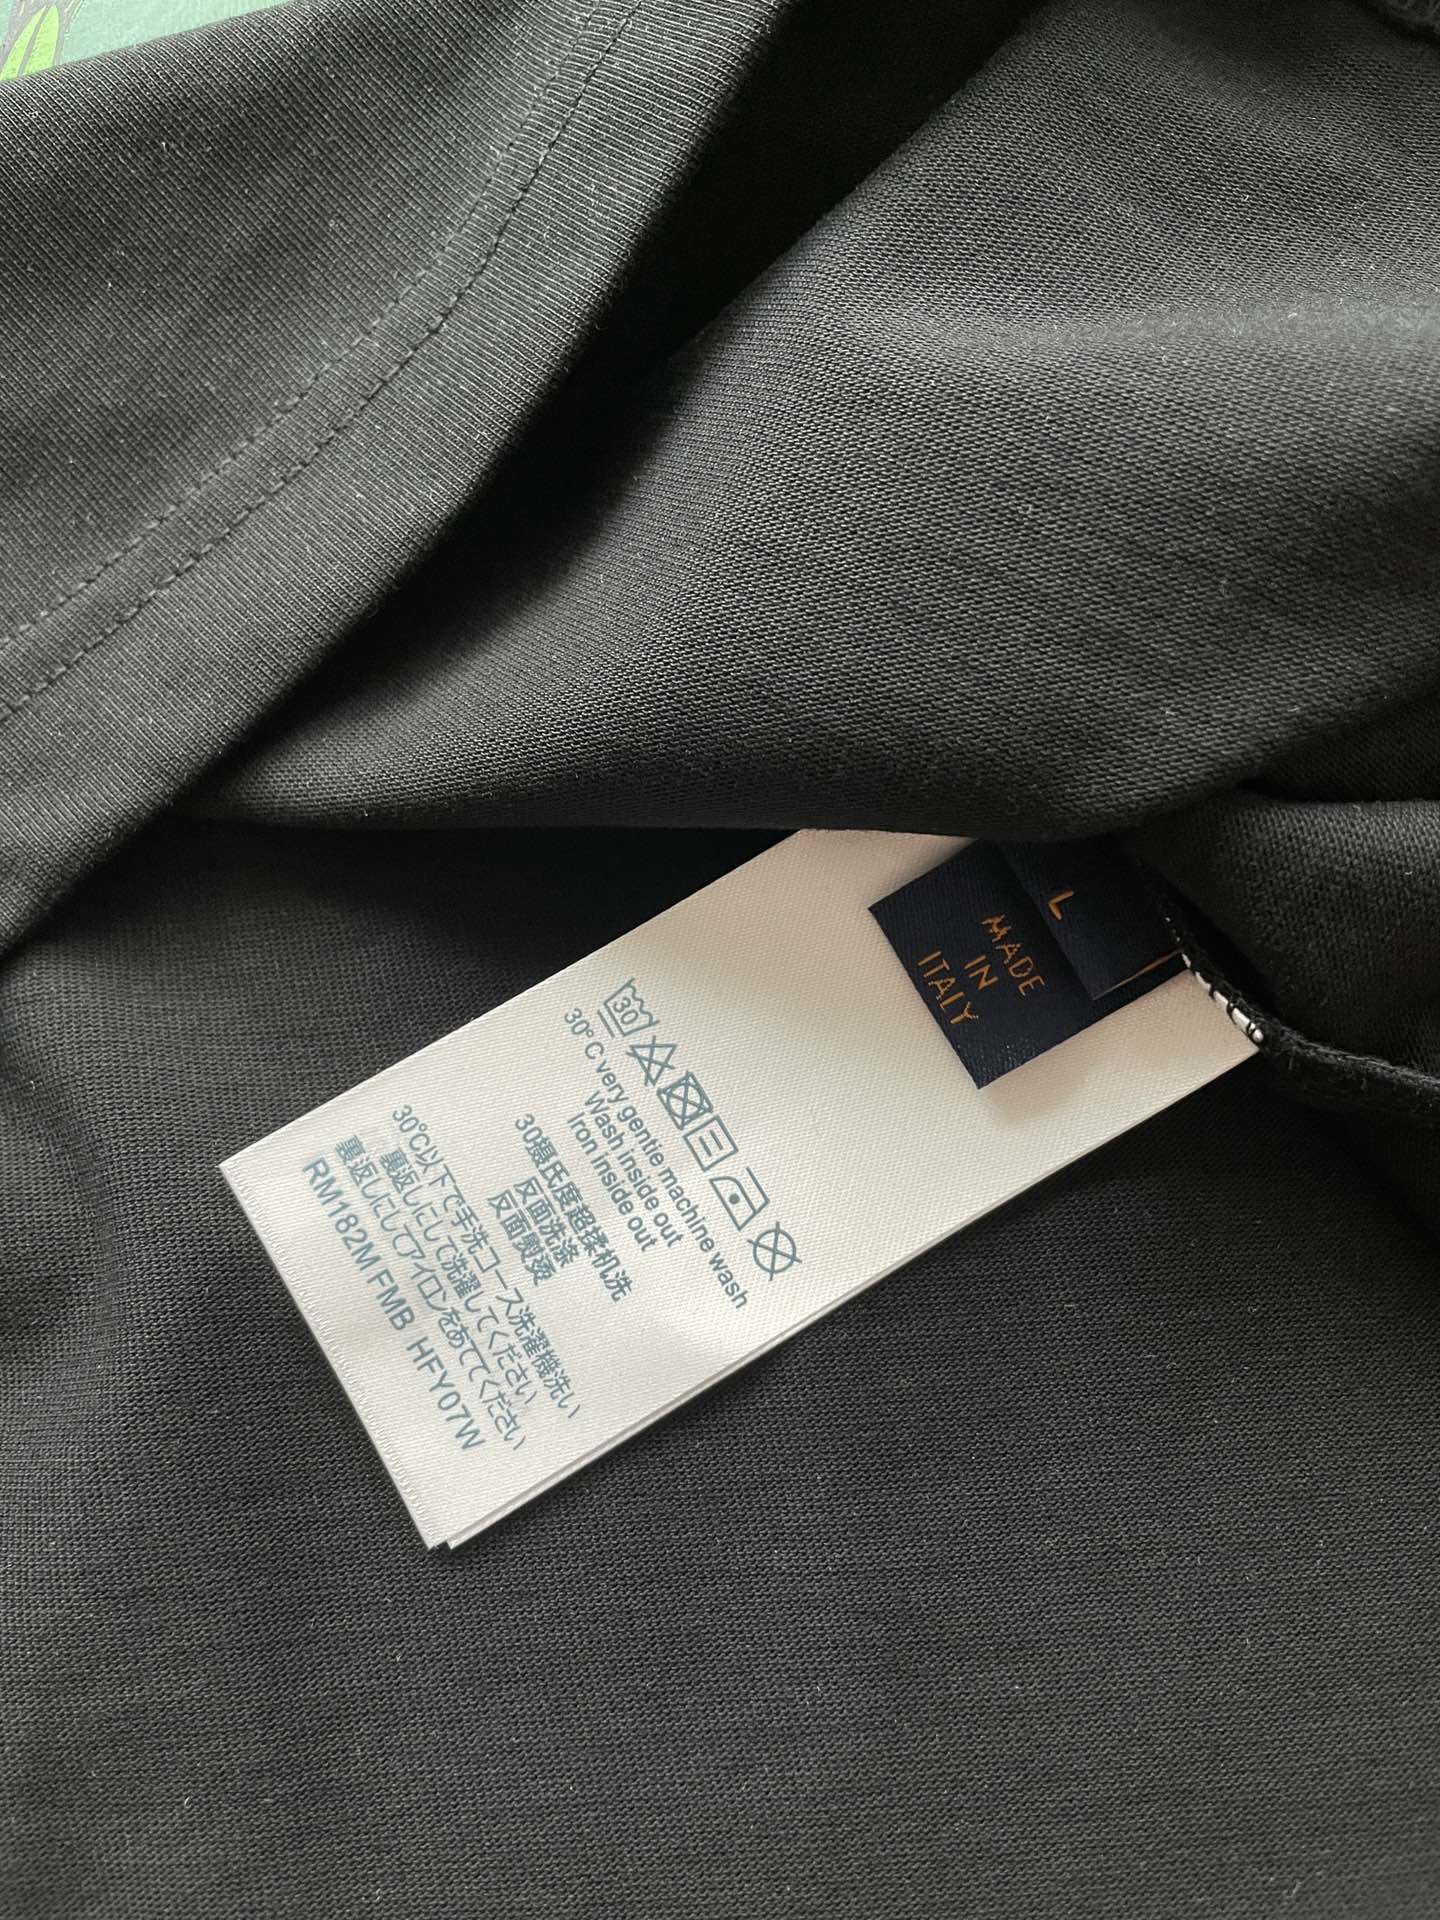 L
MADE
IN
ITALY
30
30°C very gentle machine wash
Wash inside out
Iron inside out
30摄氏度超揉机洗
反面洗涤
反面熨烫
30℃以下で手洗コース洗濯機洗い
裏返しにして洗濯してください
裏返しにしてアイロンをあててください
RM182M FMB HFY07W